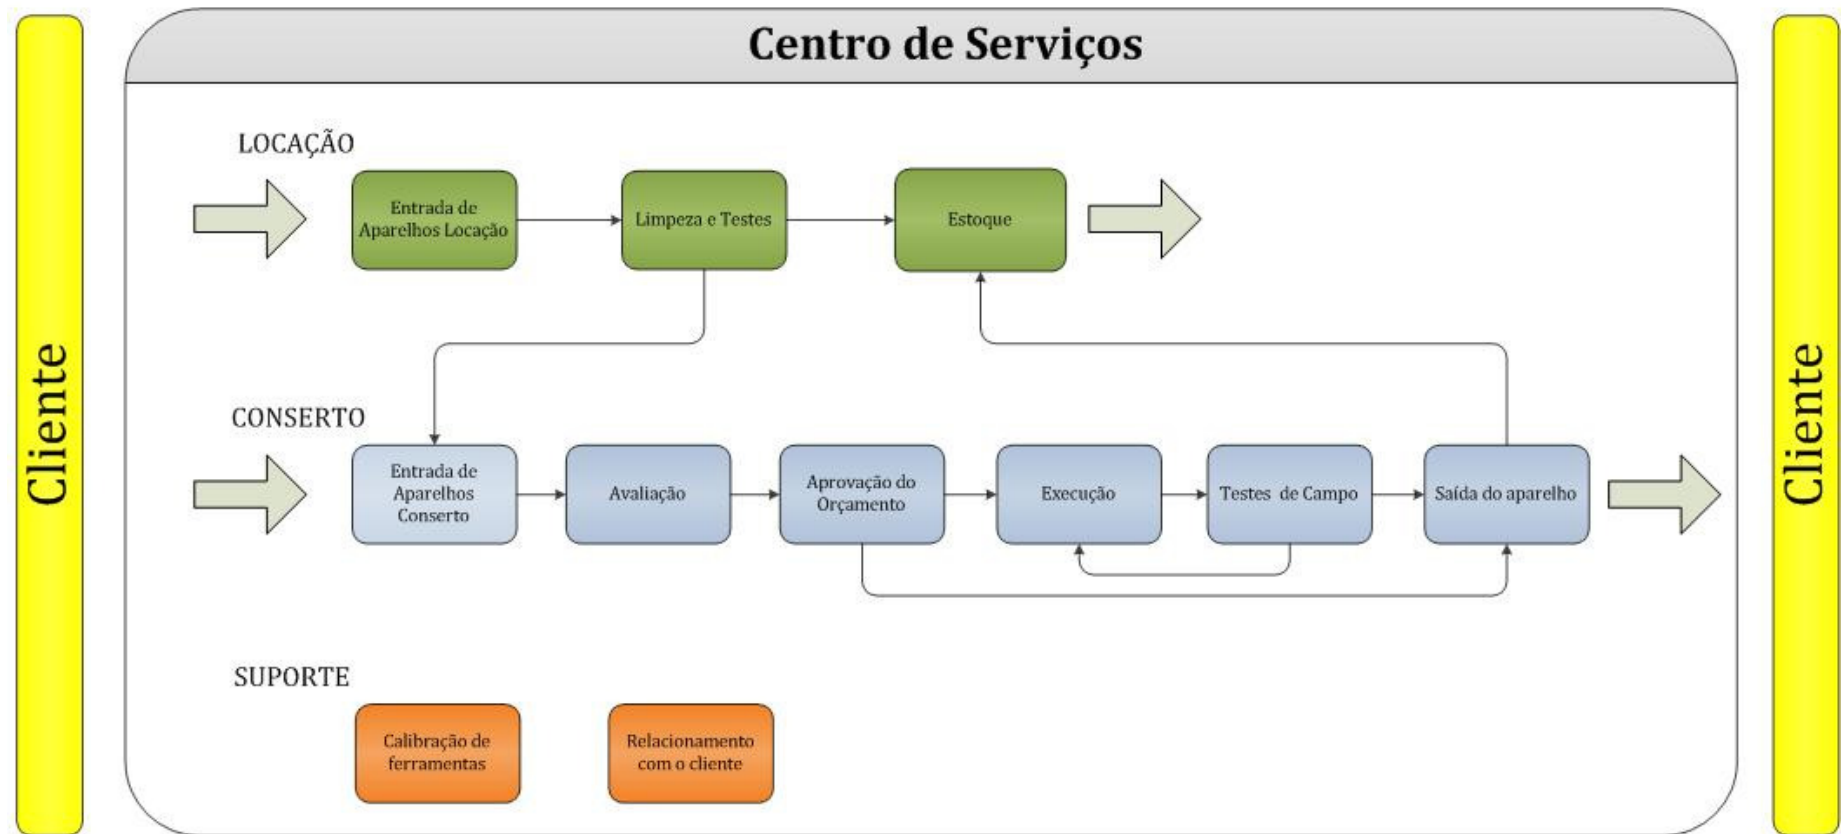 Centro de Serviços
Cliente
LOCAÇÃO
Entrada de
Aparelhos Locação
Limpeza e Testes
Estoque
CONSERTO
Entrada de
Aparelhos
Conserto
Avaliação
Aprovação do
Orçamento
Execução
Testes de Campo
Saída do aparelho
SUPORTE
Calibração de
ferramentas
Relacionamento
com o cliente
Cliente